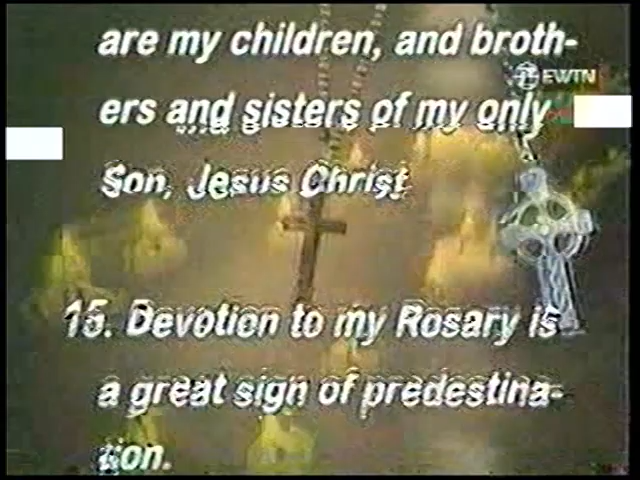 are my children, and broth-
EWTN
ers and sisters of my only
Son, Jesus Christ
15. Devotion to my Rosary is
a great sign of predestina-
tion.